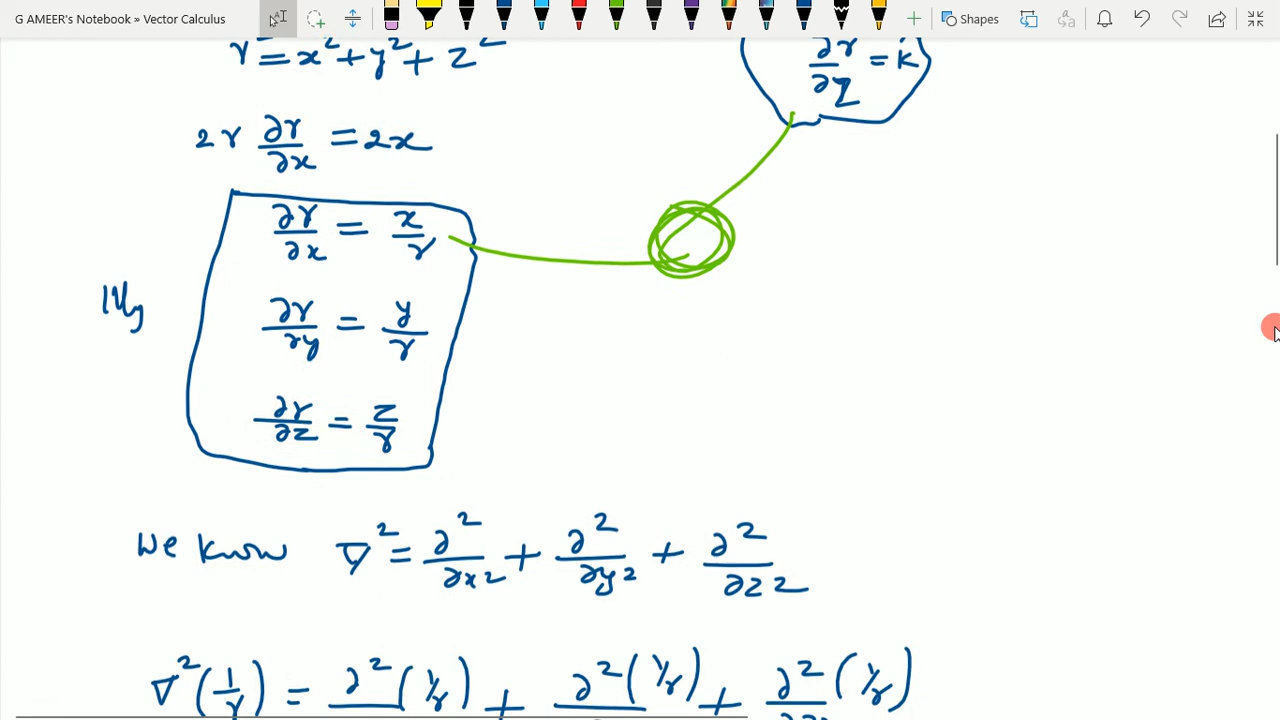 G AMEER's Notebook » Vector Calculus
Shapes
r² = x² + y² + z²
∂r/∂z = k
2r ∂r/∂x = 2x
∂r/∂x = x/r
lllly ∂r/∂y = y/r
∂r/∂z = z/r
We know ∇² = ∂²/∂x² + ∂²/∂y² + ∂²/∂z²
∇²(1/r) = ∂²(1/r) + ∂²(1/r) + ∂²(1/r)